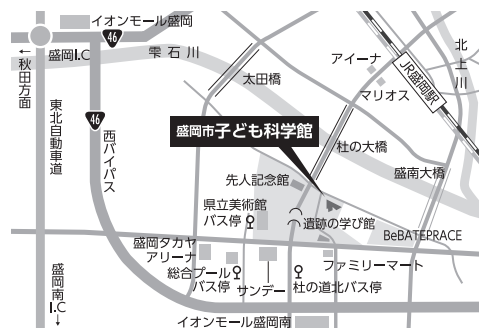 イオンモール盛岡
46
盛岡I.C
←秋田方面
雫石川
太田橋
アイーナ
マリオス
JR盛岡駅
北上川
東北自動車道
46
西バイパス
盛岡市子ども科学館
杜の大橋
盛南大橋
先人記念館
県立美術館
バス停
遺跡の学び館
BeBATEPRACE
盛岡タカヤ
アリーナ
総合プール
バス停
サンデー
ファミリーマート
杜の道北バス停
盛岡南I.C→
イオンモール盛岡南